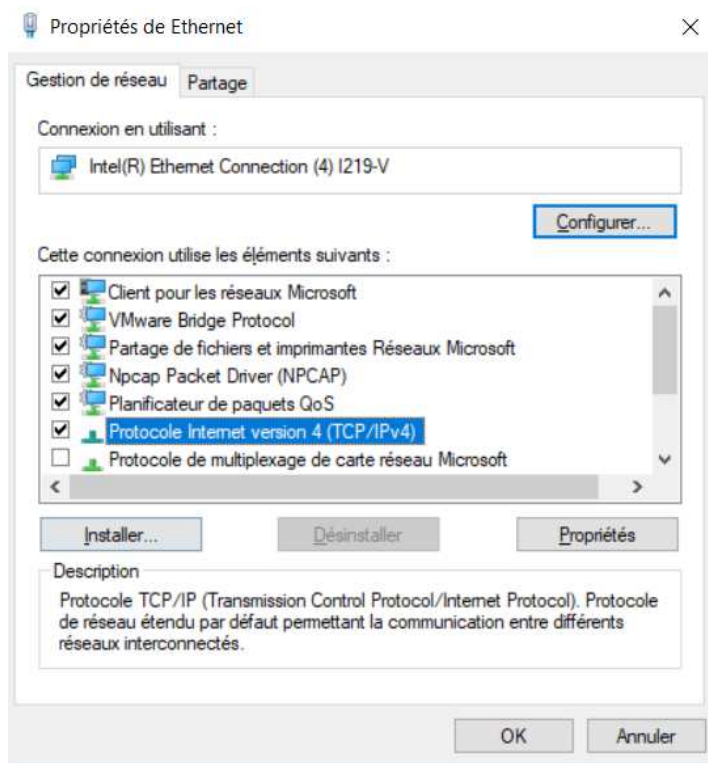 Propriétés de Ethernet
Gestion de réseau Partage
Connexion en utilisant :
Intel(R) Ethernet Connection (4) I219-V
Configurer...
Cette connexion utilise les éléments suivants :
Client pour les réseaux Microsoft
VMware Bridge Protocol
Partage de fichiers et imprimantes Réseaux Microsoft
Npcap Packet Driver (NPCAP)
Planificateur de paquets QoS
Protocole Internet version 4 (TCP/IPv4)
Protocole de multiplexage de carte réseau Microsoft
Installer... Désinstaller Propriétés
Description
Protocole TCP/IP (Transmission Control Protocol/Internet Protocol). Protocole
de réseau étendu par défaut permettant la communication entre différents
réseaux interconnectés.
OK Annuler